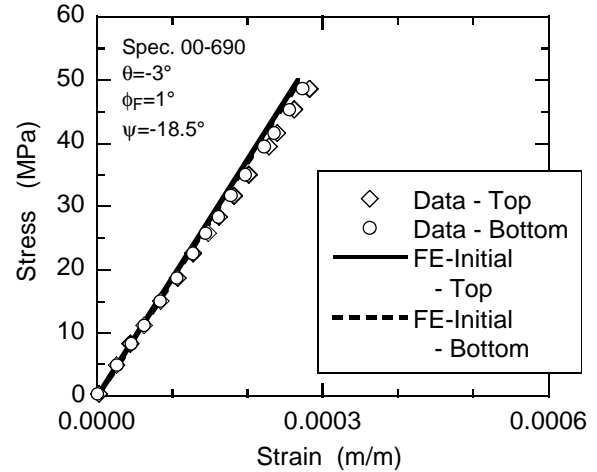 60
50
40
30
20
10
0
Stress (MPa)
Spec. 00-690
θ=-3°
ϕF=1°
ψ=-18.5°
Data - Top
Data - Bottom
FE-Initial
- Top
FE-Initial
- Bottom
0.0000
0.0003
0.0006
Strain (m/m)